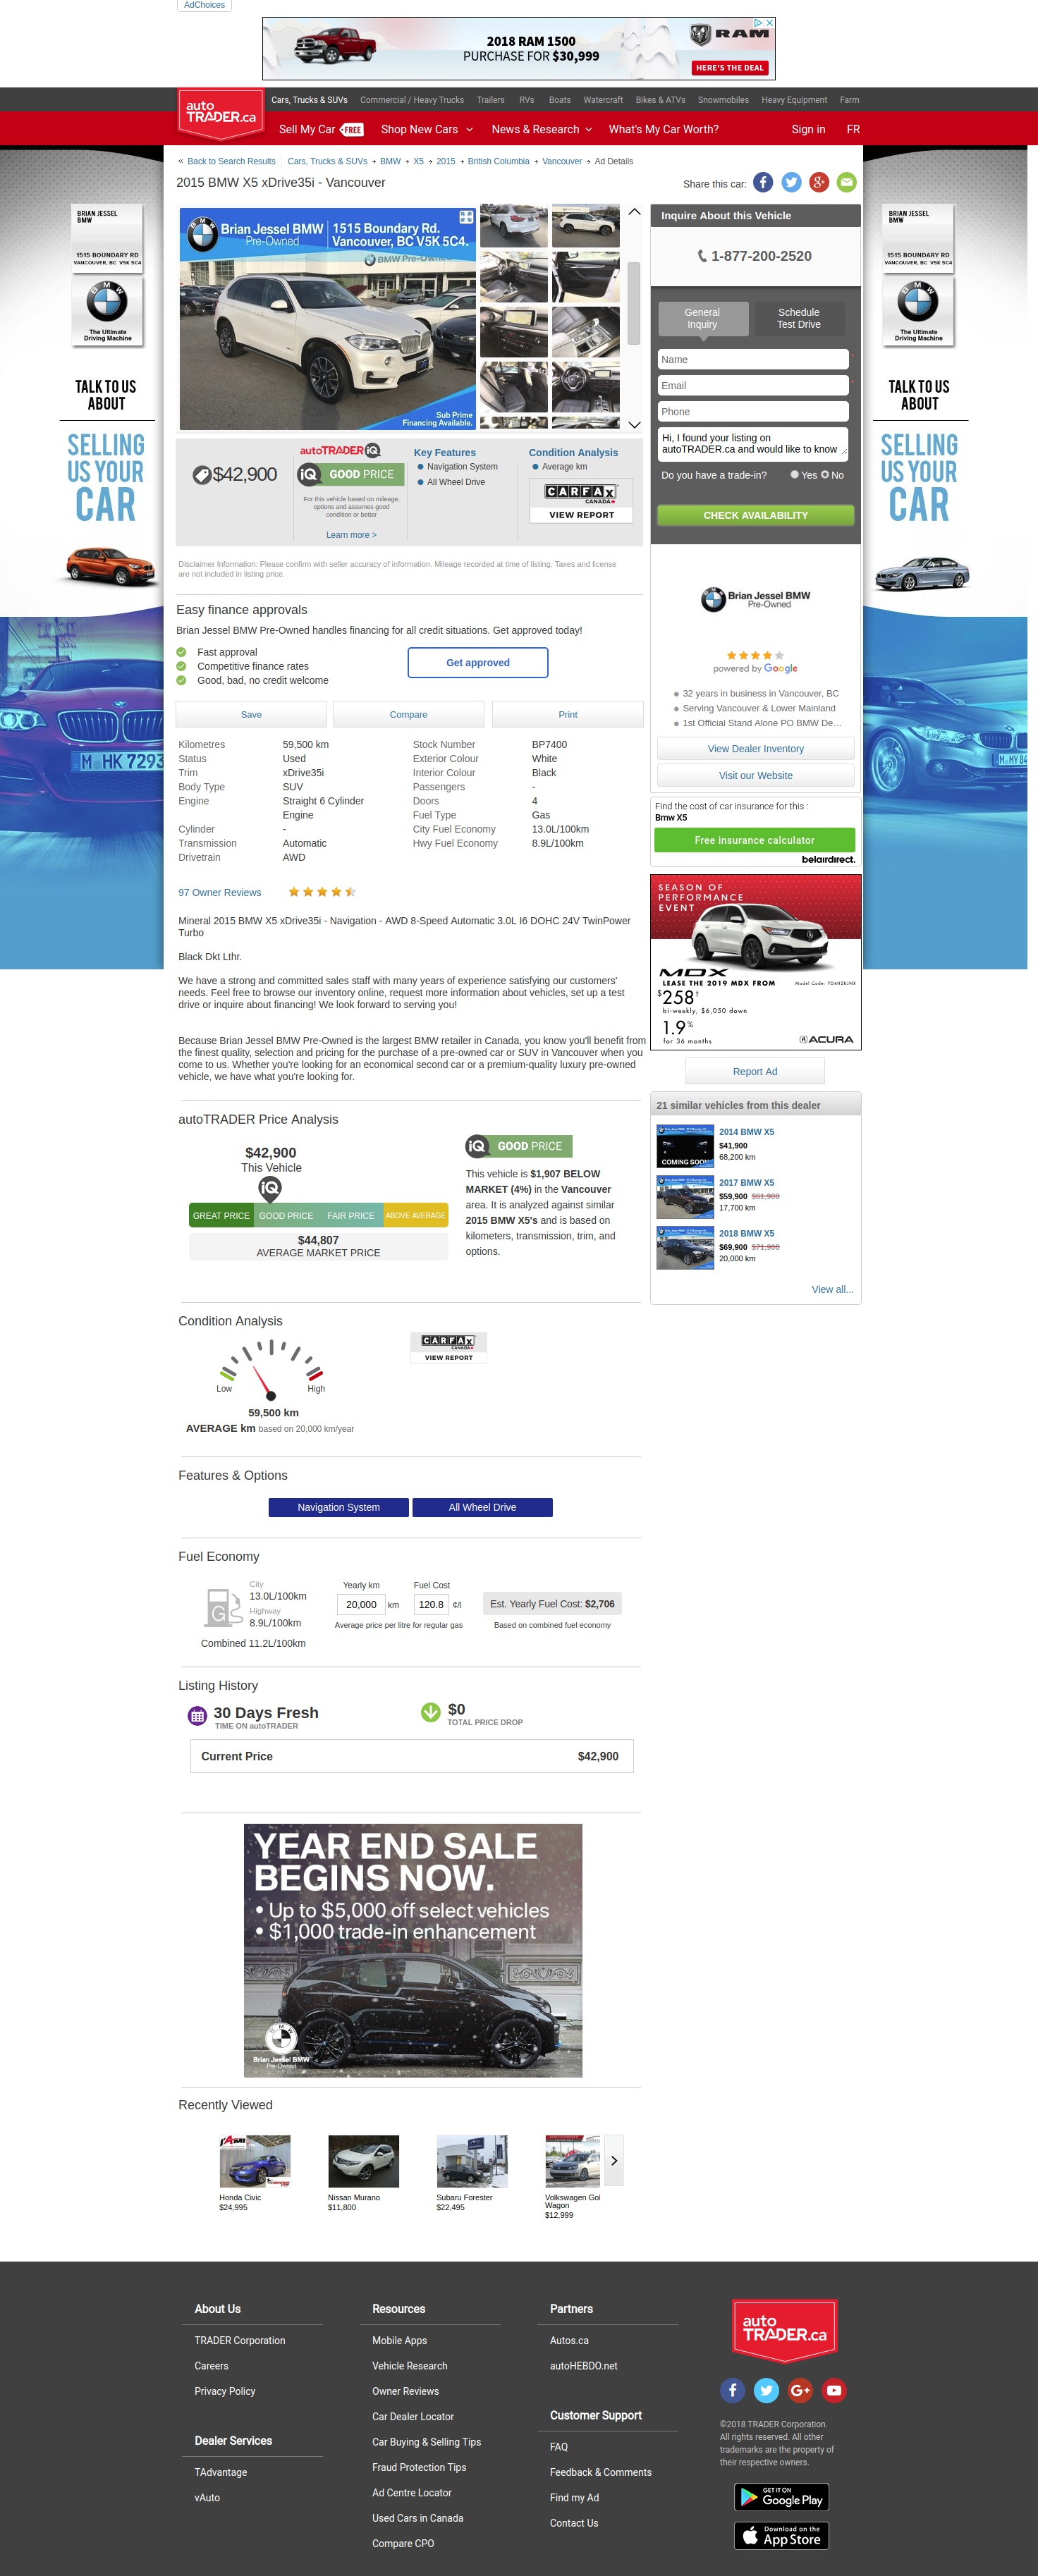 AdChoices
2018 RAM 1500
PURCHASE FOR $30,999
RAM
HERE'S THE DEAL
auto
TRADER.ca
Cars, Trucks & SUVs Commercial / Heavy Trucks Trailers RVs Boats Watercraft Bikes & ATVs Snowmobiles Heavy Equipment Farm
Sell My Car FREE Shop New Cars News & Research What's My Car Worth? Sign in FR
« Back to Search Results Cars, Trucks & SUVs BMW X5 2015 British Columbia Vancouver Ad Details
2015 BMW X5 xDrive35i - Vancouver
Share this car:
BRIAN JESSEL
BMW
1515 BOUNDARY RD
VANCOUVER, BC V5K 5C4
The Ultimate
Driving Machine
TALK TO US
ABOUT
SELLING
US YOUR
CAR
M HK 7293
Brian Jessel BMW
Pre-Owned
1515 Boundary Rd.
Vancouver, BC V5K 5C4.
BMW Pre-Owned
Sub Prime
Financing Available.
$42,900
autoTRADER iQ
iQ GOOD PRICE
For this vehicle based on mileage,
options and assumes good
condition or better
Learn more >
Key Features
Navigation System
All Wheel Drive
Condition Analysis
Average km
CARFAX
CANADA
VIEW REPORT
Disclaimer Information: Please confirm with seller accuracy of information. Mileage recorded at time of listing. Taxes and license
are not included in listing price.
Easy finance approvals
Brian Jessel BMW Pre-Owned handles financing for all credit situations. Get approved today!
Fast approval
Competitive finance rates
Good, bad, no credit welcome
Get approved
Save Compare Print
Kilometres 59,500 km Stock Number BP7400
Status Used Exterior Colour White
Trim xDrive35i Interior Colour Black
Body Type SUV Passengers -
Engine Straight 6 Cylinder Doors 4
Engine Fuel Type Gas
Cylinder - City Fuel Economy 13.0L/100km
Transmission Automatic Hwy Fuel Economy 8.9L/100km
Drivetrain AWD
97 Owner Reviews
Mineral 2015 BMW X5 xDrive35i - Navigation - AWD 8-Speed Automatic 3.0L I6 DOHC 24V TwinPower
Turbo
Black Dkt Lthr.
We have a strong and committed sales staff with many years of experience satisfying our customers'
needs. Feel free to browse our inventory online, request more information about vehicles, set up a test
drive or inquire about financing! We look forward to serving you!
Because Brian Jessel BMW Pre-Owned is the largest BMW retailer in Canada, you know you'll benefit from
the finest quality, selection and pricing for the purchase of a pre-owned car or SUV in Vancouver when you
come to us. Whether you're looking for an economical second car or a premium-quality luxury pre-owned
vehicle, we have what you're looking for.
autoTRADER Price Analysis
$42,900
This Vehicle
iQ
GREAT PRICE GOOD PRICE FAIR PRICE ABOVE AVERAGE
$44,807
AVERAGE MARKET PRICE
iQ GOOD PRICE
This vehicle is $1,907 BELOW
MARKET (4%) in the Vancouver
area. It is analyzed against similar
2015 BMW X5's and is based on
kilometers, transmission, trim, and
options.
Condition Analysis
Low High
59,500 km
AVERAGE km based on 20,000 km/year
CARFAX
CANADA
VIEW REPORT
Features & Options
Navigation System All Wheel Drive
Fuel Economy
G
City
13.0L/100km
Highway
8.9L/100km
Combined 11.2L/100km
Yearly km Fuel Cost
20,000 km 120.8 ¢/l
Average price per litre for regular gas
Est. Yearly Fuel Cost: $2,706
Based on combined fuel economy
Listing History
30 Days Fresh
TIME ON autoTRADER
$0
TOTAL PRICE DROP
Current Price $42,900
YEAR END SALE
BEGINS NOW.
• Up to $5,000 off select vehicles
• $1,000 trade-in enhancement
BMW
Brian Jessel BMW
Pre-Owned
Recently Viewed
Honda Civic
$24,995
Nissan Murano
$11,800
Subaru Forester
$22,495
Volkswagen Gol
Wagon
$12,999
Inquire About this Vehicle
1-877-200-2520
General
Inquiry
Schedule
Test Drive
Name
Email
Phone
Hi, I found your listing on
autoTRADER.ca and would like to know
Do you have a trade-in? Yes No
CHECK AVAILABILITY
Brian Jessel BMW
Pre-Owned
powered by Google
32 years in business in Vancouver, BC
Serving Vancouver & Lower Mainland
1st Official Stand Alone PO BMW De…
View Dealer Inventory
Visit our Website
Find the cost of car insurance for this :
Bmw X5
Free insurance calculator
belairdirect.
SEASON OF
PERFORMANCE
EVENT
MDX
LEASE THE 2019 MDX FROM
Model Code: YD4H2KJNX
$258†
bi-weekly, $6,050 down
1.9%
for 36 months
ACURA
Report Ad
21 similar vehicles from this dealer
COMING SOON
2014 BMW X5
$41,900
68,200 km
2017 BMW X5
$59,900 $61,900
17,700 km
2018 BMW X5
$69,900 $71,900
20,000 km
View all...
BRIAN JESSEL
BMW
1515 BOUNDARY RD
VANCOUVER, BC V5K 5C4
The Ultimate
Driving Machine
TALK TO US
ABOUT
SELLING
US YOUR
CAR
About Us
TRADER Corporation
Careers
Privacy Policy
Dealer Services
TAdvantage
vAuto
Resources
Mobile Apps
Vehicle Research
Owner Reviews
Car Dealer Locator
Car Buying & Selling Tips
Fraud Protection Tips
Ad Centre Locator
Used Cars in Canada
Compare CPO
Partners
Autos.ca
autoHEBDO.net
Customer Support
FAQ
Feedback & Comments
Find my Ad
Contact Us
auto
TRADER.ca
©2018 TRADER Corporation.
All rights reserved. All other
trademarks are the property of
their respective owners.
GET IT ON
Google Play
Download on the
App Store